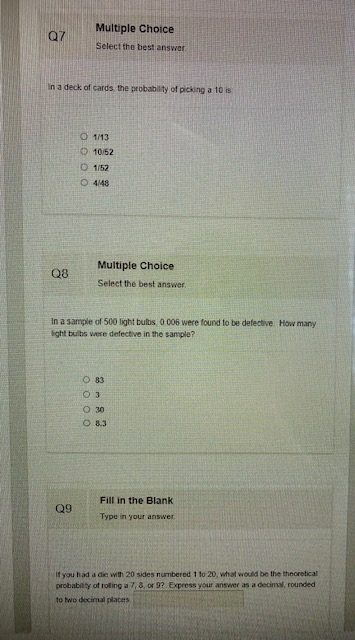 Q7
Multiple Choice
Select the best answer.
In a deck of cards, the probability of picking a 10 is
1/13
10/52
1/52
4/48
Q8
Multiple Choice
Select the best answer.
In a sample of 500 light bulbs, 0.006 were found to be defective. How many
light bulbs were defective in the sample?
83
3
30
8.3
Q9
Fill in the Blank
Type in your answer.
If you had a die with 20 sides numbered 1 to 20, what would be the theoretical
probability of rolling a 7, 8, or 9? Express your answer as a decimal, rounded
to two decimal places.